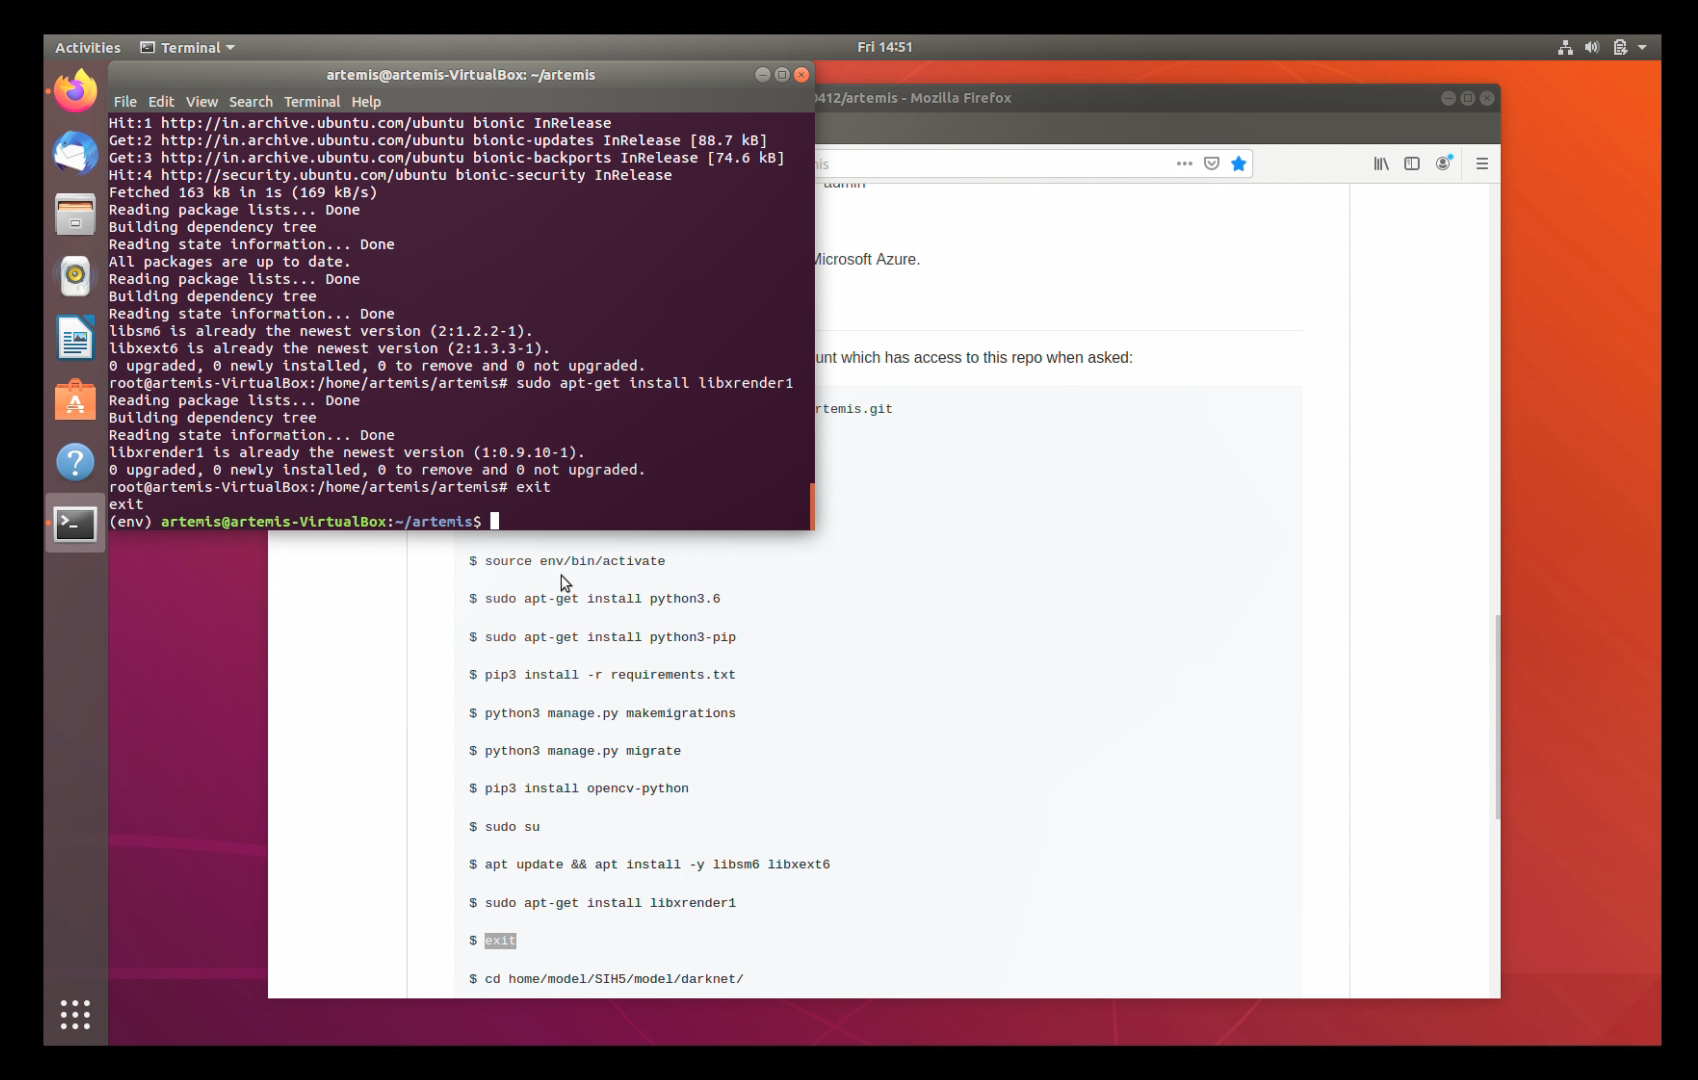 Activities Terminal Fri 14:51
artemis@artemis-VirtualBox: ~/artemis
File Edit View Search Terminal Help
Hit:1 http://in.archive.ubuntu.com/ubuntu bionic InRelease
Get:2 http://in.archive.ubuntu.com/ubuntu bionic-updates InRelease [88.7 kB]
Get:3 http://in.archive.ubuntu.com/ubuntu bionic-backports InRelease [74.6 kB]
Hit:4 http://security.ubuntu.com/ubuntu bionic-security InRelease
Fetched 163 kB in 1s (169 kB/s)
Reading package lists... Done
Building dependency tree
Reading state information... Done
All packages are up to date.
Reading package lists... Done
Building dependency tree
Reading state information... Done
libsm6 is already the newest version (2:1.2.2-1).
libxext6 is already the newest version (2:1.3.3-1).
0 upgraded, 0 newly installed, 0 to remove and 0 not upgraded.
root@artemis-VirtualBox:/home/artemis/artemis# sudo apt-get install libxrender1
Reading package lists... Done
Building dependency tree
Reading state information... Done
libxrender1 is already the newest version (1:0.9.10-1).
0 upgraded, 0 newly installed, 0 to remove and 0 not upgraded.
root@artemis-VirtualBox:/home/artemis/artemis# exit
exit
(env) artemis@artemis-VirtualBox:~/artemis$
412/artemis - Mozilla Firefox
is
admin
Microsoft Azure.
unt which has access to this repo when asked:
rtemis.git
$ source env/bin/activate
$ sudo apt-get install python3.6
$ sudo apt-get install python3-pip
$ pip3 install -r requirements.txt
$ python3 manage.py makemigrations
$ python3 manage.py migrate
$ pip3 install opencv-python
$ sudo su
$ apt update && apt install -y libsm6 libxext6
$ sudo apt-get install libxrender1
$ exit
$ cd home/model/SIH5/model/darknet/